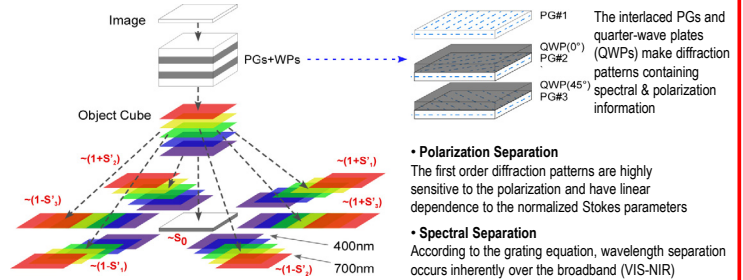 Image
PGs+WPs
Object Cube
~(1+S'₂)
~(1-S'₃)
~(1-S'₁)
~S₀
~(1+S'₁)
~(1+S'₃)
~(1-S'₂)
400nm
700nm
PG#1
QWP(0°)
PG#2
QWP(45°)
PG#3
The interlaced PGs and
quarter-wave plates
(QWPs) make diffraction
patterns containing
spectral & polarization
information
• Polarization Separation
The first order diffraction patterns are highly
sensitive to the polarization and have linear
dependence to the normalized Stokes parameters
• Spectral Separation
According to the grating equation, wavelength separation
occurs inherently over the broadband (VIS-NIR)